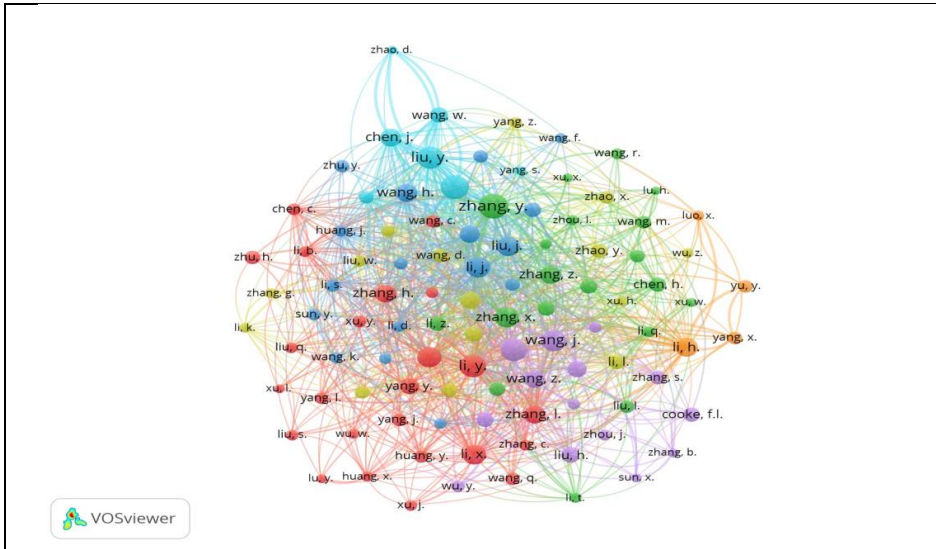 zhao, d.
wang, w.
yang, z.
chen, j.
wang, f.
liu, y.
wang, r.
zhu, y.
yang, s.
xu, x.
wang, h.
lu, h.
zhao, x.
zhang, y.
chen, c.
wang, c.
zhou, l.
wang, m.
luo, x.
huang, j.
liu, j.
li, b.
zhu, h.
liu, w.
wang, d.
zhao, y.
wu, z.
li, j.
zhang, z.
li, s.
chen, h.
yu, y.
zhang, g.
zhang, h.
xu, h.
xu, w.
sun, y.
zhang, x.
xu, y.
li, z.
li, d.
li, k.
li, q.
yang, x.
wang, j.
li, h.
liu, q.
wang, k.
li, y.
li, l.
wang, z.
zhang, s.
xu, l.
yang, y.
yang, l.
liu, l.
zhang, l.
cooke, f.l.
yang, j.
liu, s.
wu, w.
zhou, j.
zhang, c.
li, x.
huang, y.
liu, h.
zhang, b.
lu, y.
huang, x.
wang, q.
sun, x.
wu, y.
li, t.
xu, j.
VOSviewer